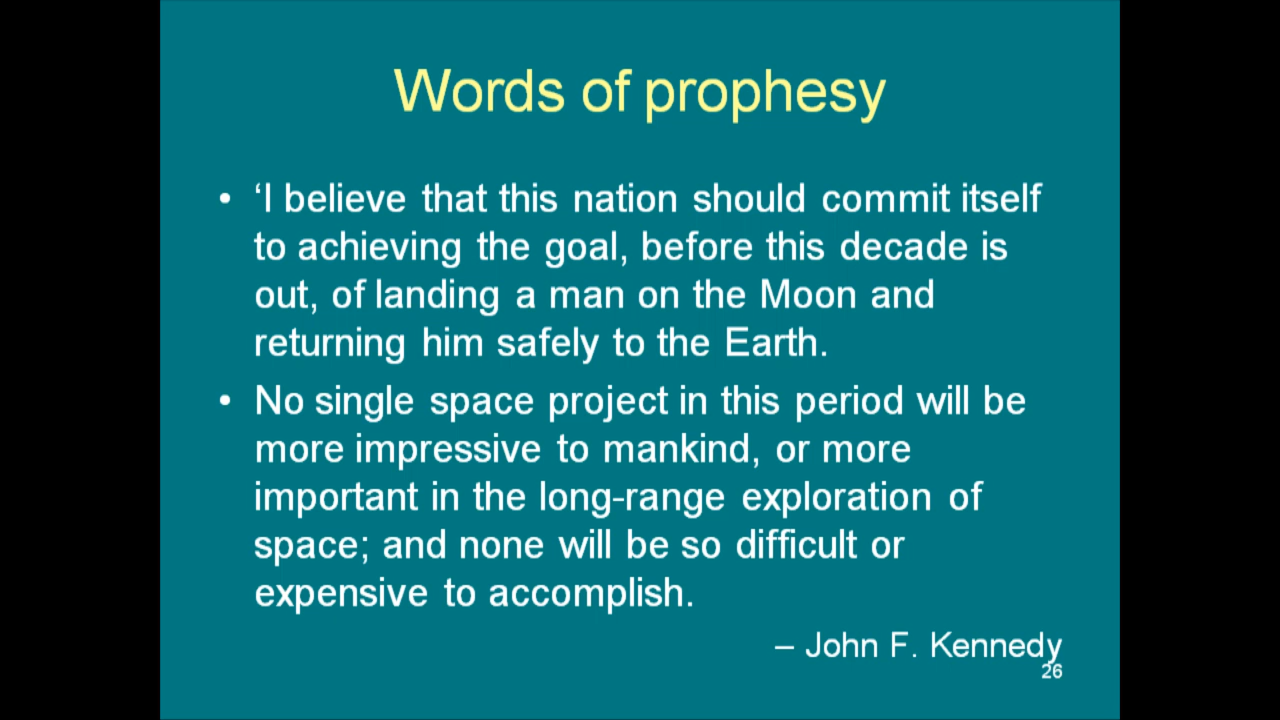 Words of prophesy
• ‘I believe that this nation should commit itself
to achieving the goal, before this decade is
out, of landing a man on the Moon and
returning him safely to the Earth.
• No single space project in this period will be
more impressive to mankind, or more
important in the long-range exploration of
space; and none will be so difficult or
expensive to accomplish.
– John F. Kennedy
26